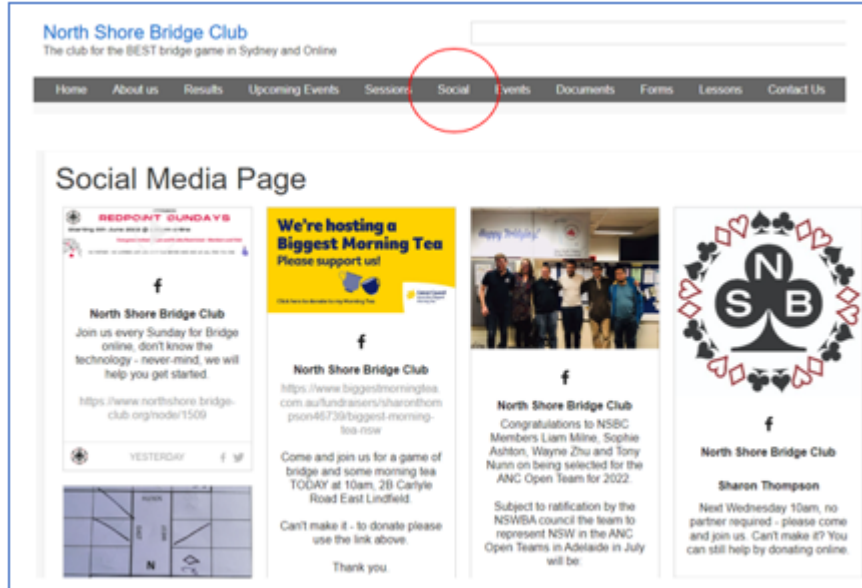 North Shore Bridge Club
The club for the BEST bridge game in Sydney and Online
Home About us Results Upcoming Events Sessions Social Events Documents Forms Lessons Contact Us
Social Media Page
REDPOINT SUNDAYS
North Shore Bridge Club
Join us every Sunday for Bridge
online, don't know the
technology - never-mind, we will
help you get started.
https://www.northshore.bridge-
club.org/node/1509
YESTERDAY
N
We're hosting a
Biggest Morning Tea
Please support us!
Click here to donate to my Morning Tea
North Shore Bridge Club
https://www.biggestmorningtea.
com.au/fundraisers/sharonthom
pson46739/biggest-morning-
tea-nsw
Come and join us for a game of
bridge and some morning tea
TODAY at 10am, 2B Carlyle
Road East Lindfield.
Can't make it - to donate please
use the link above.
Thank you
North Shore Bridge Club
Congratulations to NSBC
Members Liam Milne, Sophie
Ashton, Wayne Zhu and Tony
Nunn on being selected for the
ANC Open Team for 2022.
Subject to ratification by the
NSWBA council the team to
represent NSW in the ANC
Open Teams in Adelaide in July
will be:
N
S B
North Shore Bridge Club
Sharon Thompson
Next Wednesday 10am, no
partner required - please come
and join us. Can't make it? You
can still help by donating online.